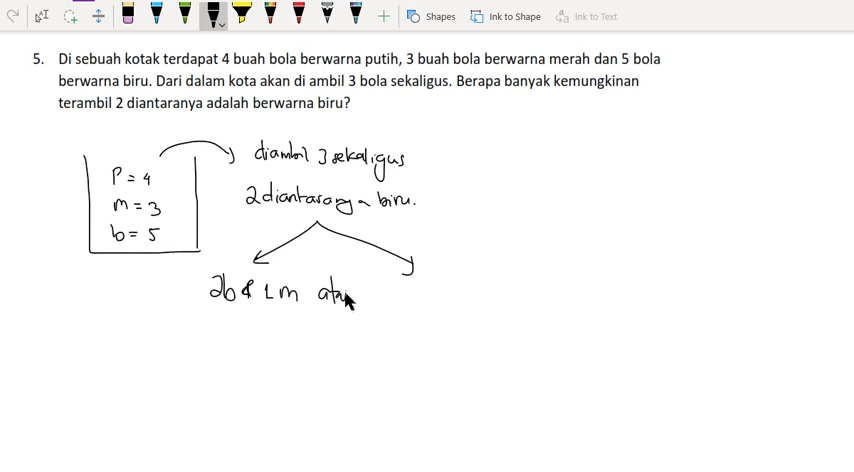 Shapes Ink to Shape Ink to Text
5. Di sebuah kotak terdapat 4 buah bola berwarna putih, 3 buah bola berwarna merah dan 5 bola
berwarna biru. Dari dalam kota akan di ambil 3 bola sekaligus. Berapa banyak kemungkinan
terambil 2 diantaranya adalah berwarna biru?
P = 4
m = 3
b = 5
diambil 3 sekaligus
2 diantaranya biru.
2b & 1m atau